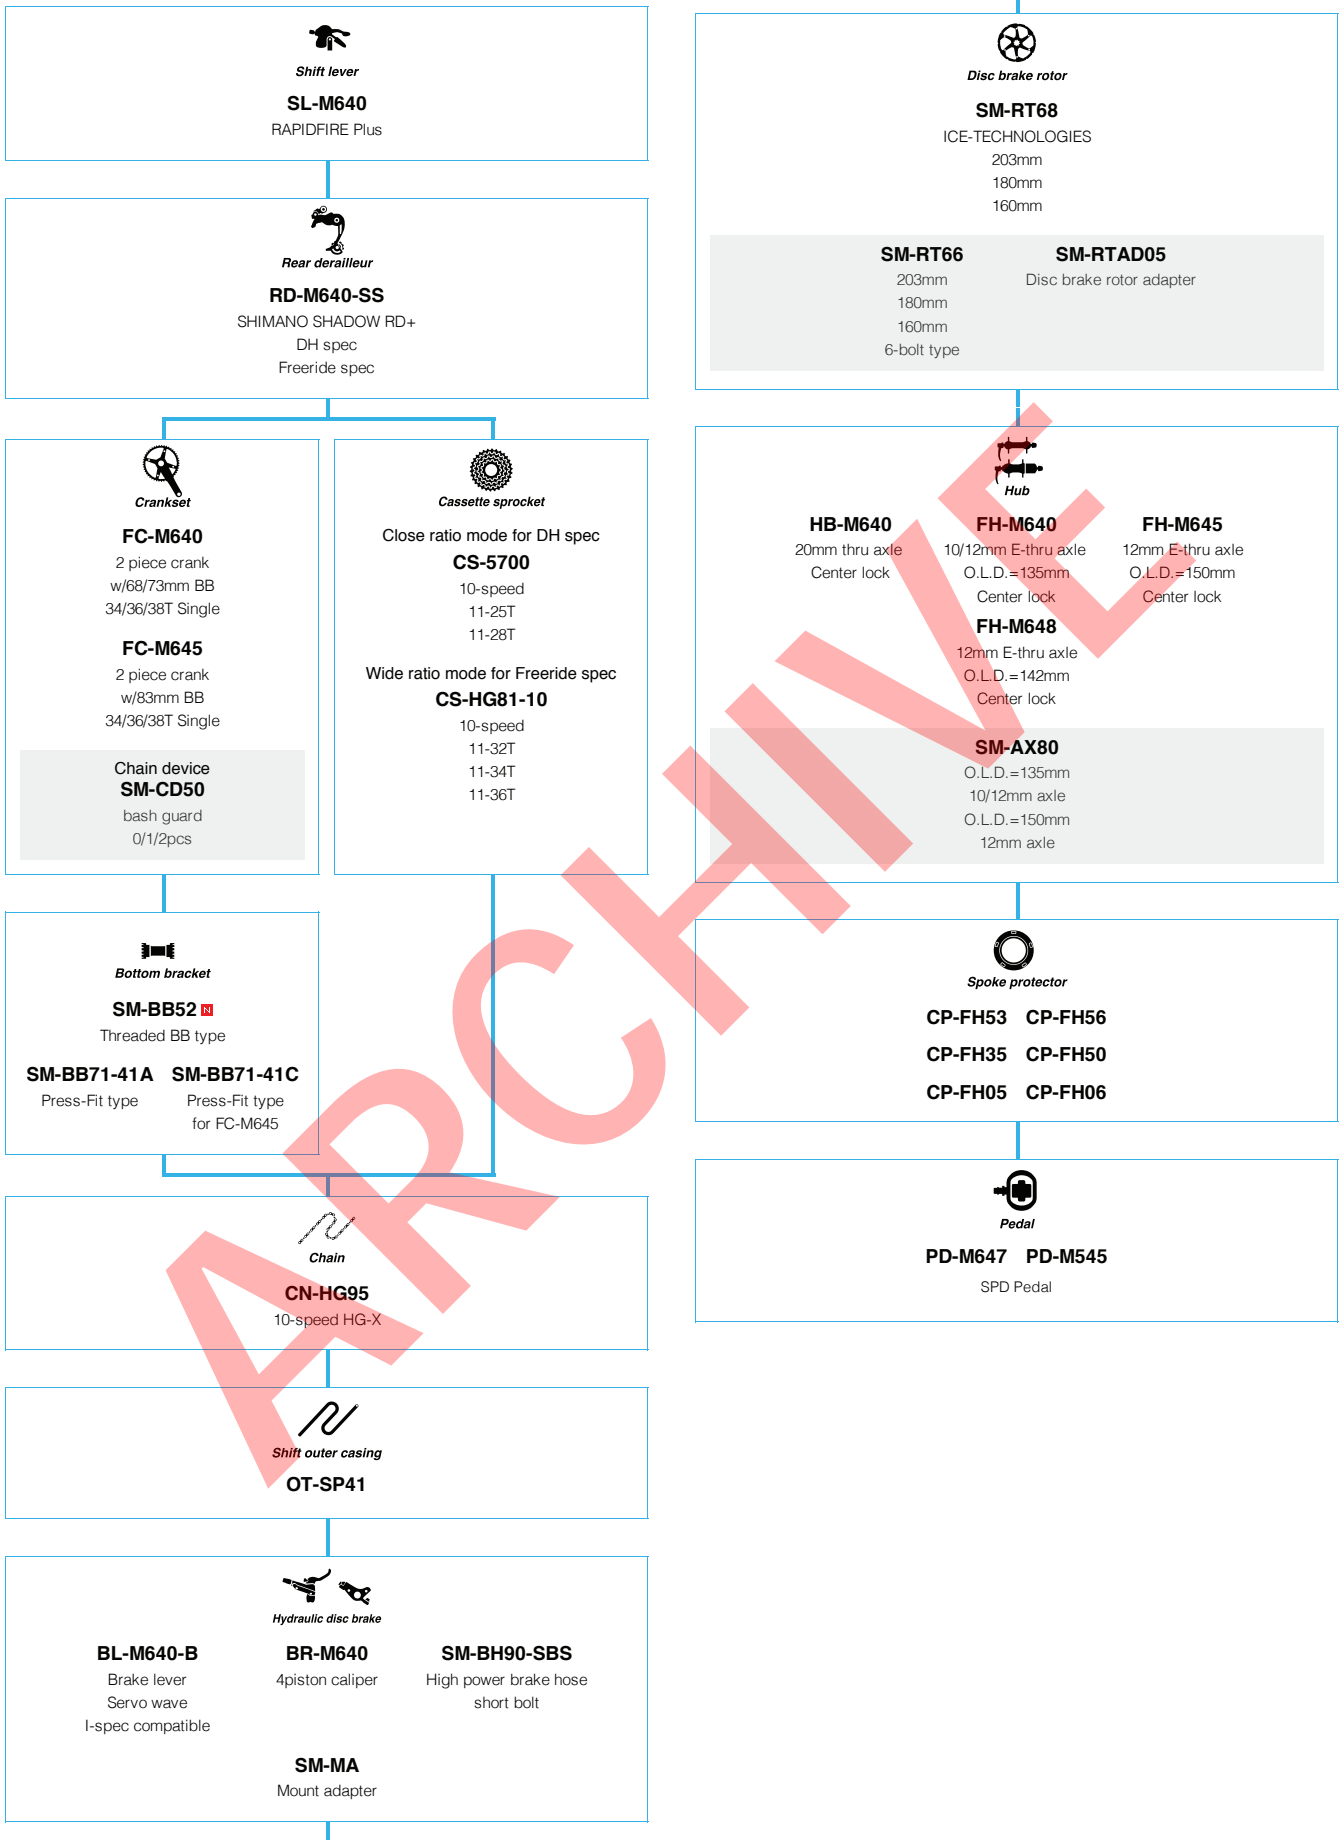 Shift lever
SL-M640
RAPIDFIRE Plus
Rear derailleur
RD-M640-SS
SHIMANO SHADOW RD+
DH spec
Freeride spec
Crankset
FC-M640
2 piece crank
w/68/73mm BB
34/36/38T Single
FC-M645
2 piece crank
w/83mm BB
34/36/38T Single
Chain device
SM-CD50
bash guard
0/1/2pcs
Cassette sprocket
Close ratio mode for DH spec
CS-5700
10-speed
11-25T
11-28T
Wide ratio mode for Freeride spec
CS-HG81-10
10-speed
11-32T
11-34T
11-36T
Bottom bracket
SM-BB52 N
Threaded BB type
SM-BB71-41A SM-BB71-41C
Press-Fit type Press-Fit type
for FC-M645
Chain
CN-HG95
10-speed HG-X
Shift outer casing
OT-SP41
Hydraulic disc brake
BL-M640-B BR-M640 SM-BH90-SBS
Brake lever 4piston caliper High power brake hose
Servo wave short bolt
I-spec compatible
SM-MA
Mount adapter
Disc brake rotor
SM-RT68
ICE-TECHNOLOGIES
203mm
180mm
160mm
SM-RT66 SM-RTAD05
203mm Disc brake rotor adapter
180mm
160mm
6-bolt type
Hub
HB-M640 FH-M640 FH-M645
20mm thru axle 10/12mm E-thru axle 12mm E-thru axle
Center lock O.L.D.=135mm O.L.D.=150mm
Center lock Center lock
FH-M648
12mm E-thru axle
O.L.D.=142mm
Center lock
SM-AX80
O.L.D.=135mm
10/12mm axle
O.L.D.=150mm
12mm axle
Spoke protector
CP-FH53 CP-FH56
CP-FH35 CP-FH50
CP-FH05 CP-FH06
Pedal
PD-M647 PD-M545
SPD Pedal
ARCHIVE